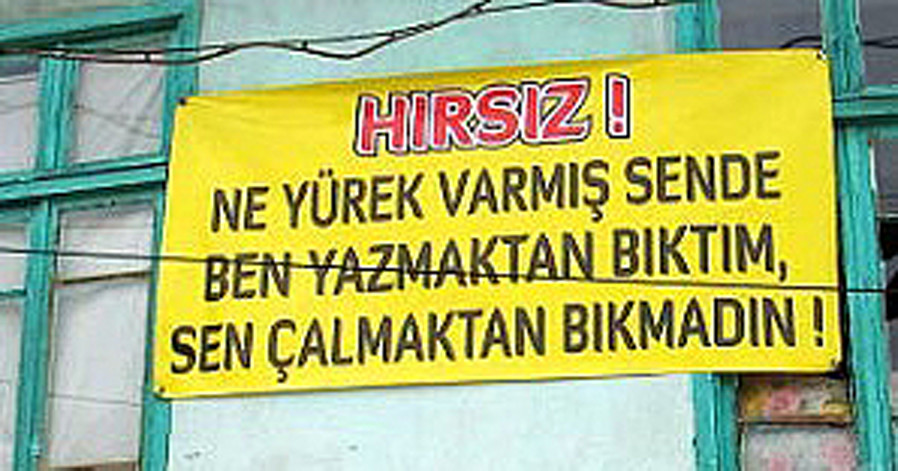 HIRSIZ !
NE YÜREK VARMIŞ SENDE
BEN YAZMAKTAN BIKTIM,
SEN ÇALMAKTAN BIKMADIN !